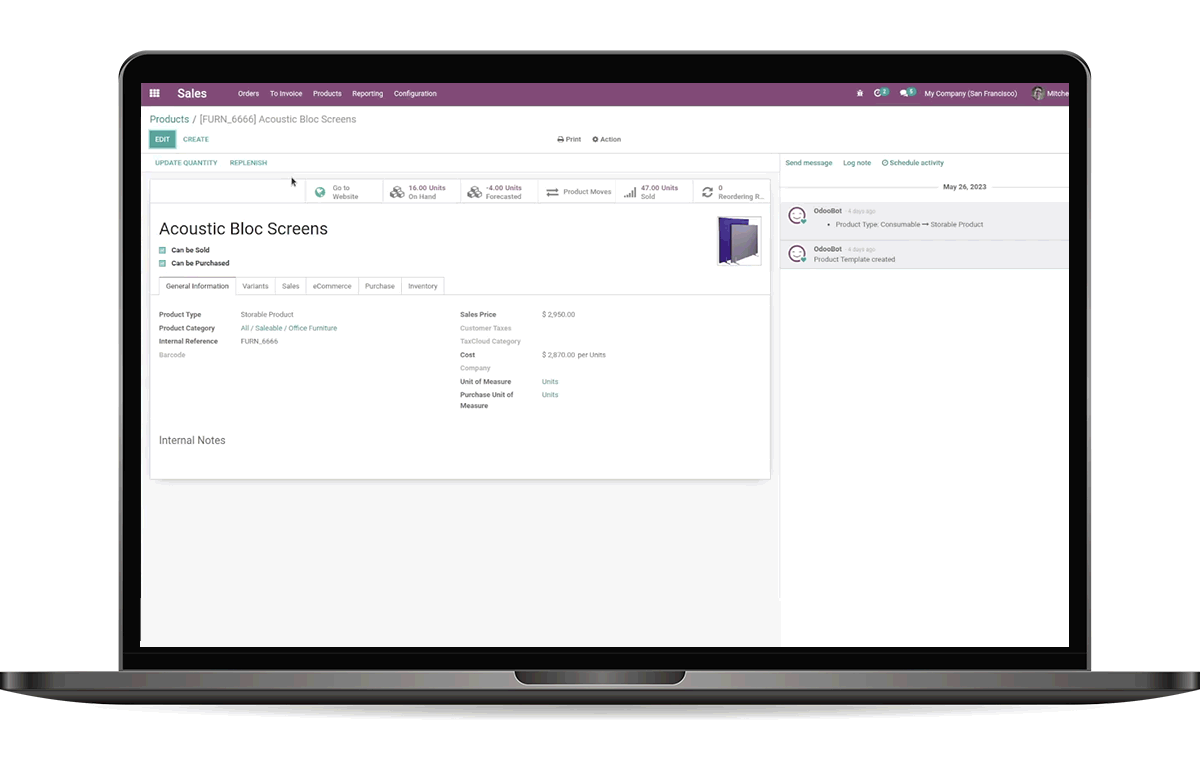 Sales Orders To Invoice Products Reporting Configuration 2 5 My Company (San Francisco) Mitche
Products / [FURN_6666] Acoustic Bloc Screens
EDIT CREATE Print Action
UPDATE QUANTITY REPLENISH Send message Log note Schedule activity
May 26, 2023
Go to
Website
16.00 Units
On Hand
-4.00 Units
Forecasted
Product Moves
47.00 Units
Sold
0
Reordering R...
OdooBot - 4 days ago
• Product Type: Consumable → Storable Product
OdooBot - 4 days ago
Product Template created
Acoustic Bloc Screens
Can be Sold
Can be Purchased
General Information Variants Sales eCommerce Purchase Inventory
Product Type Storable Product
Product Category All / Saleable / Office Furniture
Internal Reference FURN_6666
Barcode
Sales Price $ 2,950.00
Customer Taxes
TaxCloud Category
Cost $ 2,870.00 per Units
Company
Unit of Measure Units
Purchase Unit of Units
Measure
Internal Notes